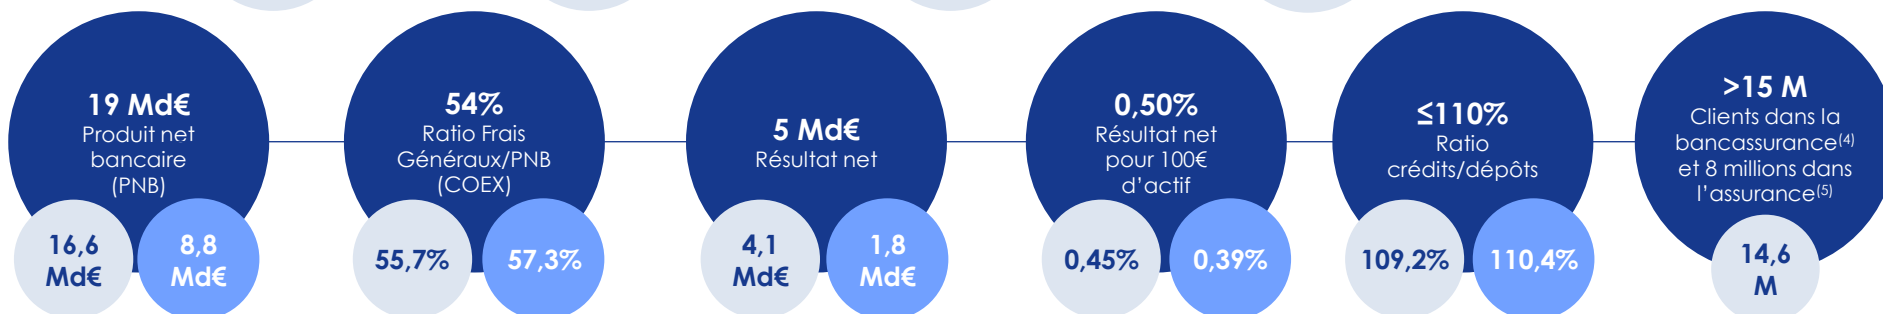 19 Md€
Produit net
bancaire
(PNB)
16,6
Md€
8,8
Md€
54%
Ratio Frais
Généraux/PNB
(COEX)
55,7%
57,3%
5 Md€
Résultat net
4,1
Md€
1,8
Md€
0,50%
Résultat net
pour 100€
d’actif
0,45%
0,39%
≤110%
Ratio
crédits/dépôts
109,2%
110,4%
>15 M
Clients dans la
bancassurance(4)
et 8 millions dans
l’assurance(5)
14,6
M